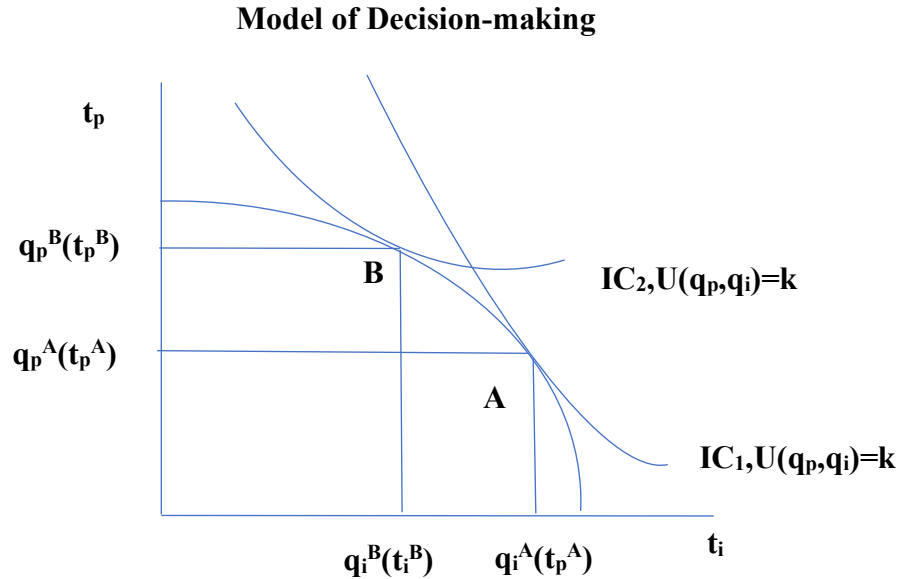 Model of Decision-making
tₚ
qₚᴮ(tₚᴮ)
B
IC₂,U(qₚ,qᵢ)=k
qₚᴬ(tₚᴬ)
A
IC₁,U(qₚ,qᵢ)=k
qᵢᴮ(tᵢᴮ) qᵢᴬ(tₚᴬ)
tᵢ